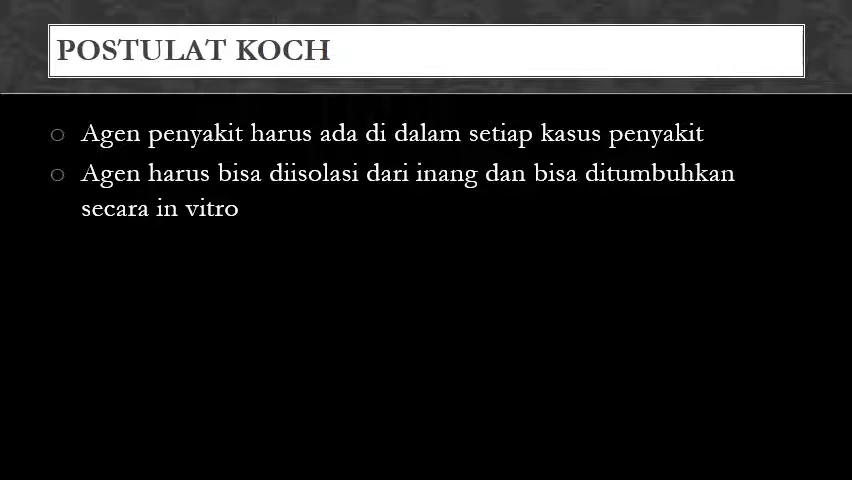 POSTULAT KOCH
Agen penyakit harus ada di dalam setiap kasus penyakit
Agen harus bisa diisolasi dari inang dan bisa ditumbuhkan
secara in vitro